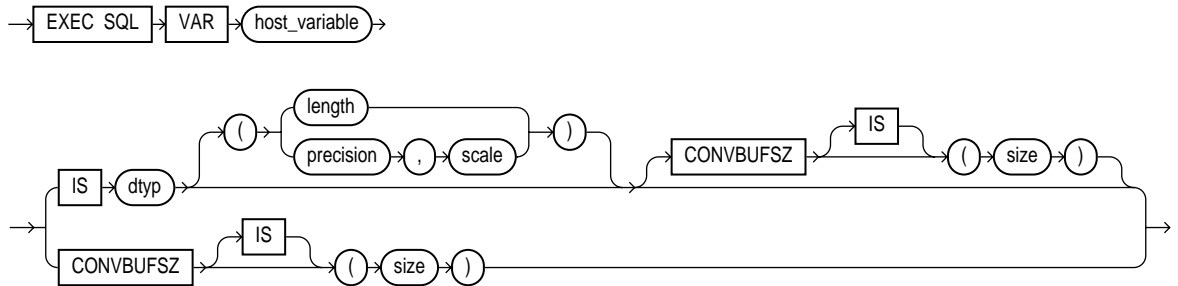 EXEC SQL VAR host_variable
length
( ) IS
precision , scale CONVBUFSZ ( size )
IS dtyp
IS
CONVBUFSZ ( size )